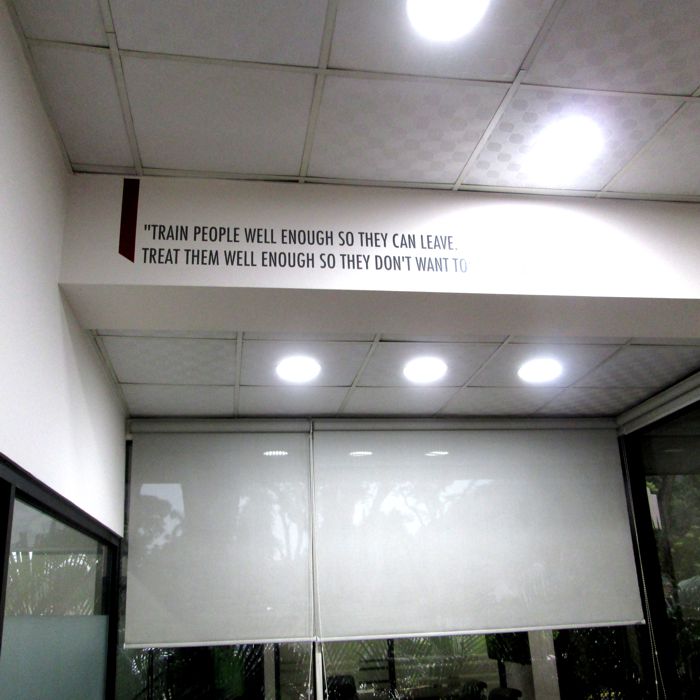 "TRAIN PEOPLE WELL ENOUGH SO THEY CAN LEAVE.
TREAT THEM WELL ENOUGH SO THEY DON'T WANT TO